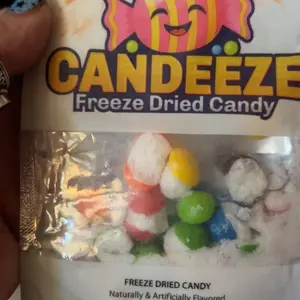 CANDEEZE
Freeze Dried Candy
FREEZE DRIED CANDY
Naturally & Artificially Flavored